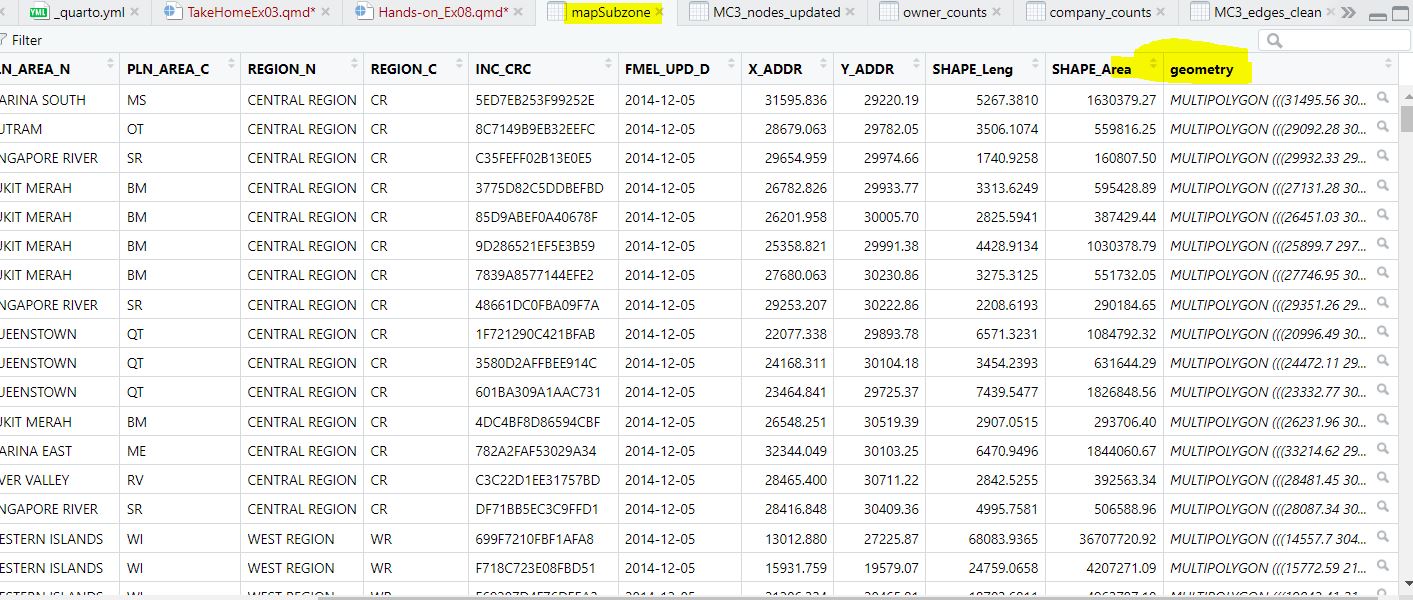 _quarto.yml TakeHomeEx03.qmd* Hands-on_Ex08.qmd* mapSubzone MC3_nodes_updated owner_counts company_counts MC3_edges_clean
Filter
LN_AREA_N PLN_AREA_C REGION_N REGION_C INC_CRC FMEL_UPD_D X_ADDR Y_ADDR SHAPE_Leng SHAPE_Area geometry
ARINA SOUTH MS CENTRAL REGION CR 5ED7EB253F99252E 2014-12-05 31595.836 29220.19 5267.3810 1630379.27 MULTIPOLYGON (((31495.56 30...
UTRAM OT CENTRAL REGION CR 8C7149B9EB32EEFC 2014-12-05 28679.063 29782.05 3506.1074 559816.25 MULTIPOLYGON (((29092.28 30...
NGAPORE RIVER SR CENTRAL REGION CR C35FEFF02B13E0E5 2014-12-05 29654.959 29974.66 1740.9258 160807.50 MULTIPOLYGON (((29932.33 29...
UKIT MERAH BM CENTRAL REGION CR 3775D82C5DDBEFBD 2014-12-05 26782.826 29933.77 3313.6249 595428.89 MULTIPOLYGON (((27131.28 30...
UKIT MERAH BM CENTRAL REGION CR 85D9ABEF0A40678F 2014-12-05 26201.958 30005.70 2825.5941 387429.44 MULTIPOLYGON (((26451.03 30...
UKIT MERAH BM CENTRAL REGION CR 9D286521EF5E3B59 2014-12-05 25358.821 29991.38 4428.9134 1030378.79 MULTIPOLYGON (((25899.7 297...
UKIT MERAH BM CENTRAL REGION CR 7839A8577144EFE2 2014-12-05 27680.063 30230.86 3275.3125 551732.05 MULTIPOLYGON (((27746.95 30...
NGAPORE RIVER SR CENTRAL REGION CR 48661DC0FBA09F7A 2014-12-05 29253.207 30222.86 2208.6193 290184.65 MULTIPOLYGON (((29351.26 29...
UEENSTOWN QT CENTRAL REGION CR 1F721290C421BFAB 2014-12-05 22077.338 29893.78 6571.3231 1084792.32 MULTIPOLYGON (((20996.49 30...
UEENSTOWN QT CENTRAL REGION CR 3580D2AFFBEE914C 2014-12-05 24168.311 30104.18 3454.2393 631644.29 MULTIPOLYGON (((24472.11 29...
UEENSTOWN QT CENTRAL REGION CR 601BA309A1AAC731 2014-12-05 23464.841 29725.37 7439.5477 1826848.56 MULTIPOLYGON (((23332.77 30...
UKIT MERAH BM CENTRAL REGION CR 4DC4BF8D86594CBF 2014-12-05 26548.251 30519.39 2907.0515 293706.40 MULTIPOLYGON (((26231.96 30...
ARINA EAST ME CENTRAL REGION CR 782A2FAF53029A34 2014-12-05 32344.049 30103.25 6470.9496 1844060.67 MULTIPOLYGON (((33214.62 29...
VER VALLEY RV CENTRAL REGION CR C3C22D1EE31757BD 2014-12-05 28465.400 30711.22 2842.5255 392563.34 MULTIPOLYGON (((28481.45 30...
NGAPORE RIVER SR CENTRAL REGION CR DF71BB5EC3C9FFD1 2014-12-05 28416.848 30409.36 4995.7581 506588.96 MULTIPOLYGON (((28087.34 30...
ESTERN ISLANDS WI WEST REGION WR 699F7210FBF1AFA8 2014-12-05 13012.880 27225.87 68083.9365 36707720.92 MULTIPOLYGON (((14557.7 304...
ESTERN ISLANDS WI WEST REGION WR F718C723E08FBD51 2014-12-05 15931.759 19579.07 24759.0658 4207271.09 MULTIPOLYGON (((15772.59 21...